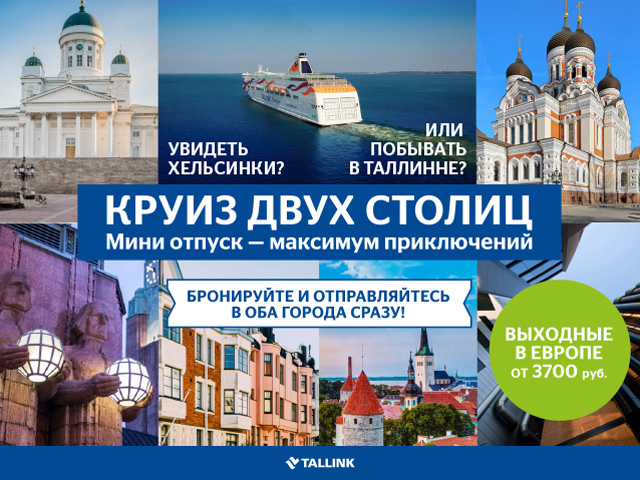 УВИДЕТЬ
ХЕЛЬСИНКИ?
ИЛИ
ПОБЫВАТЬ
В ТАЛЛИННЕ?
КРУИЗ ДВУХ СТОЛИЦ
Мини отпуск — максимум приключений
БРОНИРУЙТЕ И ОТПРАВЛЯЙТЕСЬ
В ОБА ГОРОДА СРАЗУ!
ВЫХОДНЫЕ
В ЕВРОПЕ
ОТ 3700 руб.
TALLINK